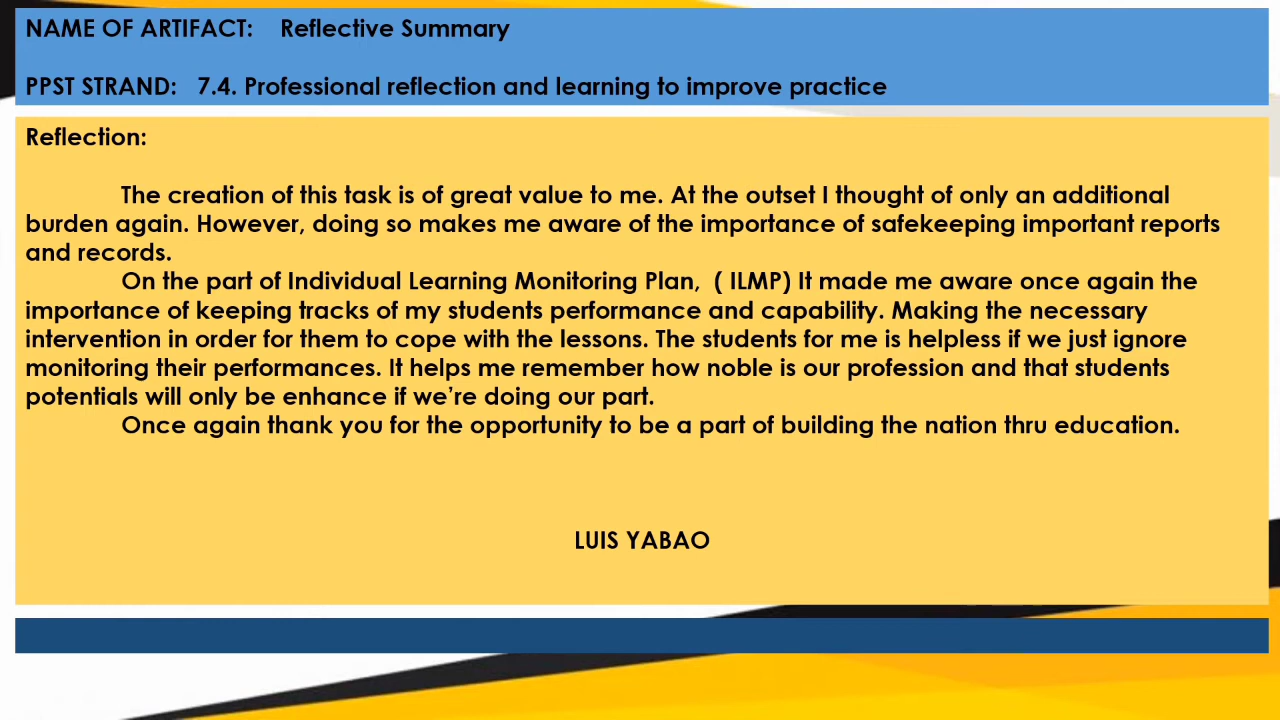 NAME OF ARTIFACT: Reflective Summary
PPST STRAND: 7.4. Professional reflection and learning to improve practice
Reflection:
The creation of this task is of great value to me. At the outset I thought of only an additional
burden again. However, doing so makes me aware of the importance of safekeeping important reports
and records.
On the part of Individual Learning Monitoring Plan, ( ILMP) It made me aware once again the
importance of keeping tracks of my students performance and capability. Making the necessary
intervention in order for them to cope with the lessons. The students for me is helpless if we just ignore
monitoring their performances. It helps me remember how noble is our profession and that students
potentials will only be enhance if we’re doing our part.
Once again thank you for the opportunity to be a part of building the nation thru education.
LUIS YABAO